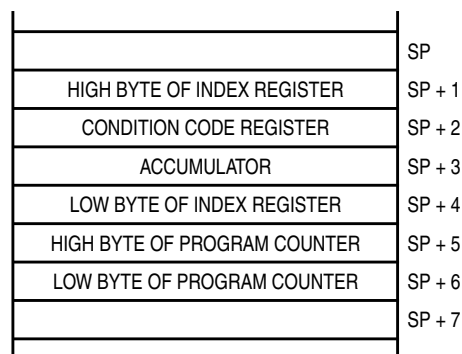 SP
HIGH BYTE OF INDEX REGISTER SP + 1
CONDITION CODE REGISTER SP + 2
ACCUMULATOR SP + 3
LOW BYTE OF INDEX REGISTER SP + 4
HIGH BYTE OF PROGRAM COUNTER SP + 5
LOW BYTE OF PROGRAM COUNTER SP + 6
SP + 7